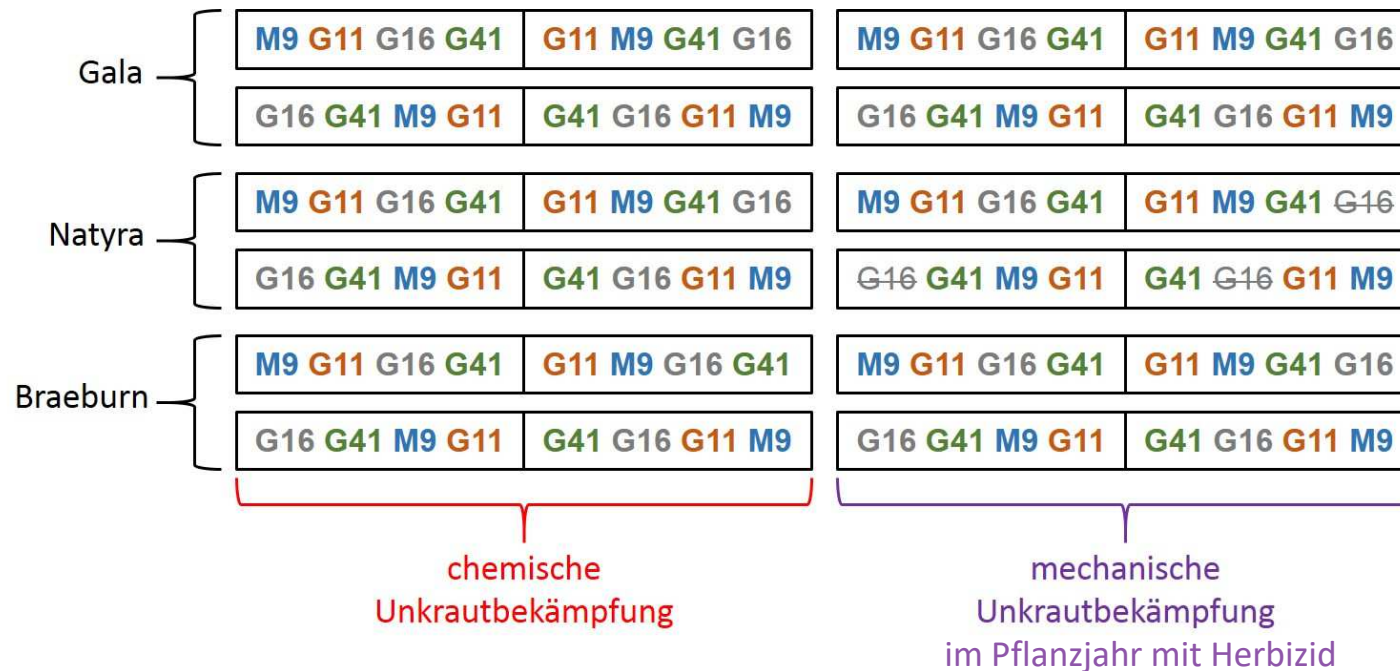 M9 G11 G16 G41 G11 M9 G41 G16 M9 G11 G16 G41 G11 M9 G41 G16
Gala
G16 G41 M9 G11 G41 G16 G11 M9 G16 G41 M9 G11 G41 G16 G11 M9
M9 G11 G16 G41 G11 M9 G41 G16 M9 G11 G16 G41 G11 M9 G41 G16
Natyra
G16 G41 M9 G11 G41 G16 G11 M9 G16 G41 M9 G11 G41 G16 G11 M9
M9 G11 G16 G41 G11 M9 G16 G41 M9 G11 G16 G41 G11 M9 G41 G16
Braeburn
G16 G41 M9 G11 G41 G16 G11 M9 G16 G41 M9 G11 G41 G16 G11 M9
chemische
Unkrautbekämpfung
mechanische
Unkrautbekämpfung
im Pflanzjahr mit Herbizid